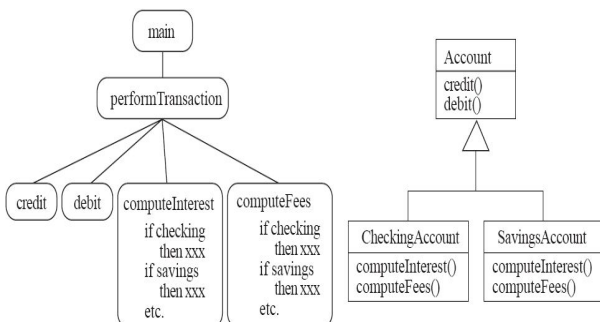 main
performTransaction
credit
debit
computeInterest
if checking
then xxx
if savings
then xxx
etc.
computeFees
if checking
then xxx
if savings
then xxx
etc.
Account
credit()
debit()
CheckingAccount
computeInterest()
computeFees()
SavingsAccount
computeInterest()
computeFees()